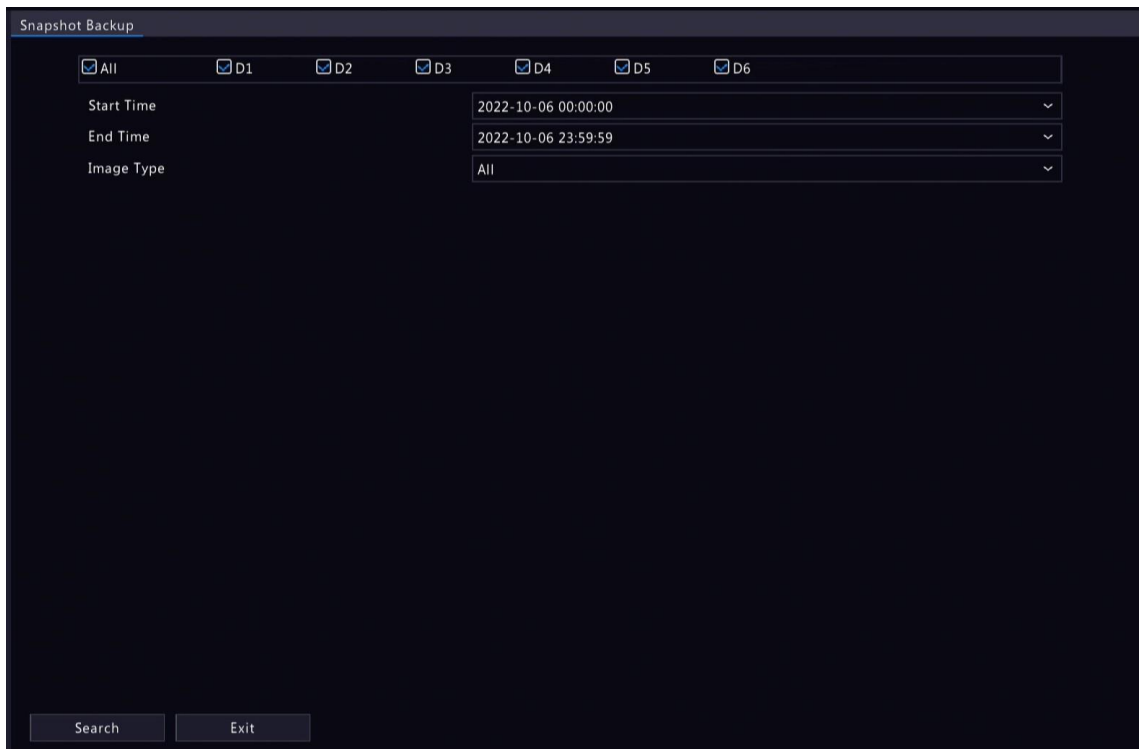 Snapshot Backup
All D1 D2 D3 D4 D5 D6
Start Time 2022-10-06 00:00:00
End Time 2022-10-06 23:59:59
Image Type All
Search Exit